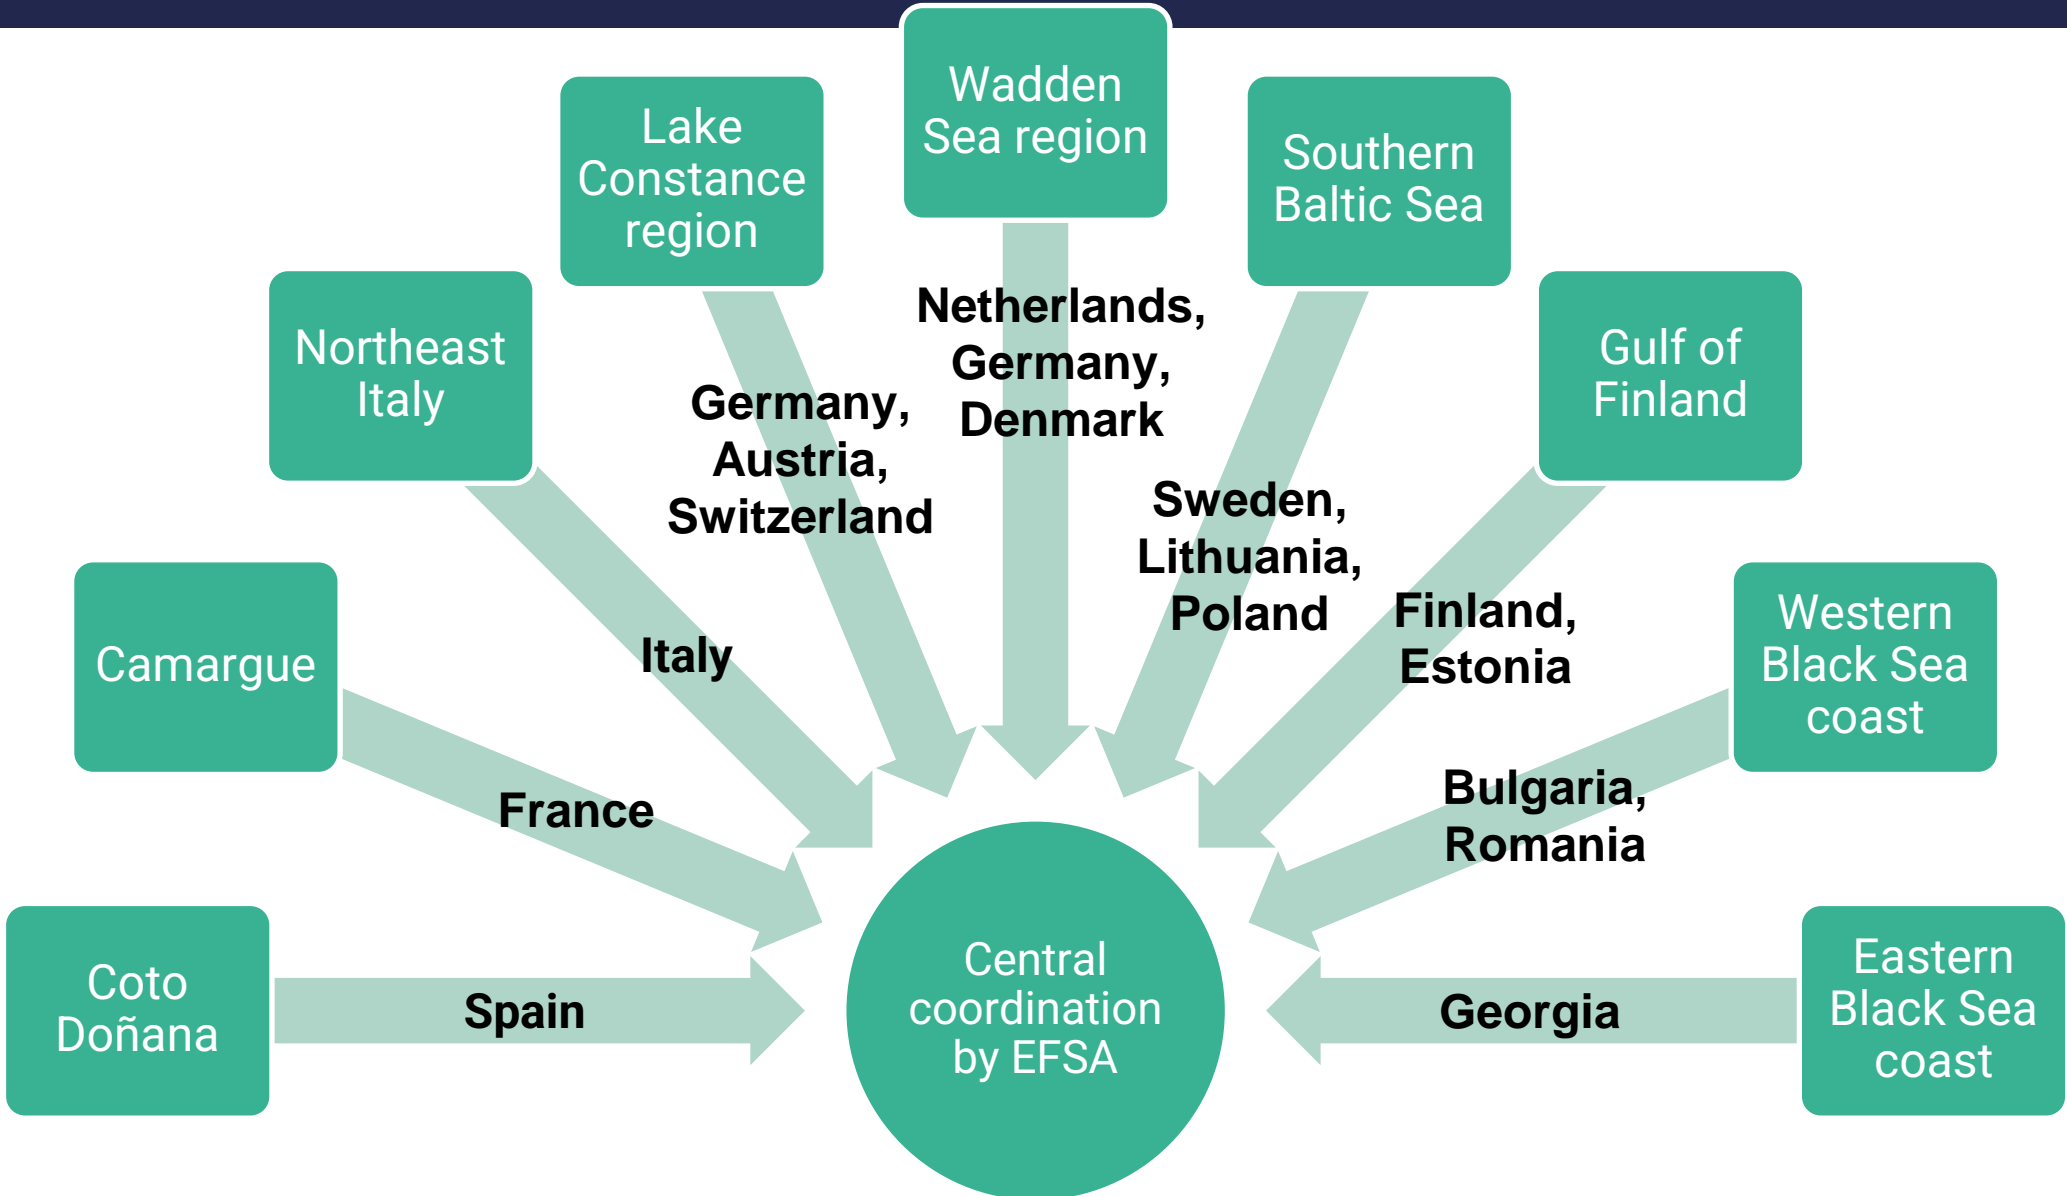 Wadden
Sea region
Lake
Constance
region
Southern
Baltic Sea
Northeast
Italy
Gulf of
Finland
Camargue
Western
Black Sea
coast
Coto
Doñana
Eastern
Black Sea
coast
Netherlands,
Germany,
Denmark
Germany,
Austria,
Switzerland
Sweden,
Lithuania,
Poland
Italy
Finland,
Estonia
France
Bulgaria,
Romania
Spain
Georgia
Central
coordination
by EFSA